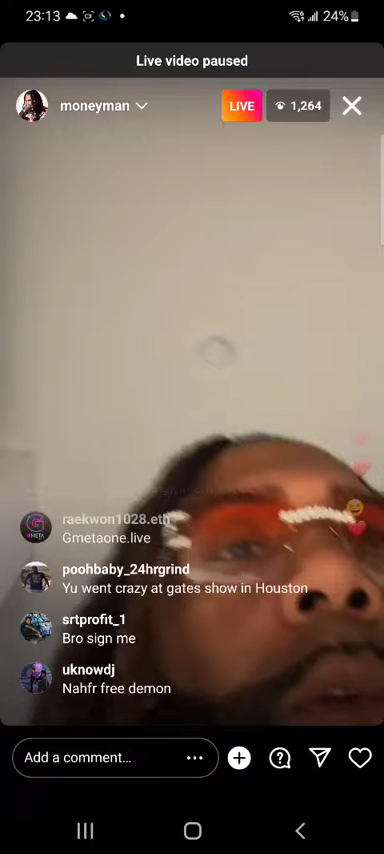 23:13
24%
Live video paused
moneyman
LIVE
1,264
raekwon1028.eth
Gmetaone.live
poohbaby_24hrgrind
Yu went crazy at gates show in Houston
srtprofit_1
Bro sign me
uknowdj
Nahfr free demon
Add a comment...